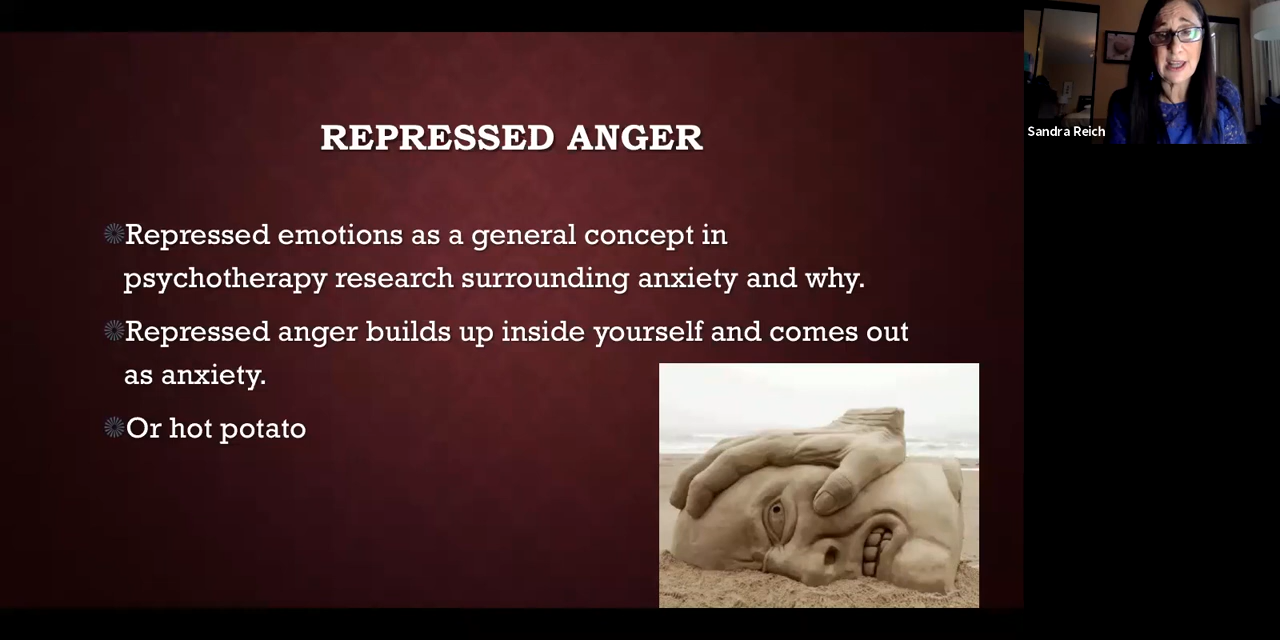 REPRESSED ANGER
Repressed emotions as a general concept in
psychotherapy research surrounding anxiety and why.
Repressed anger builds up inside yourself and comes out
as anxiety.
Or hot potato
Sandra Reich